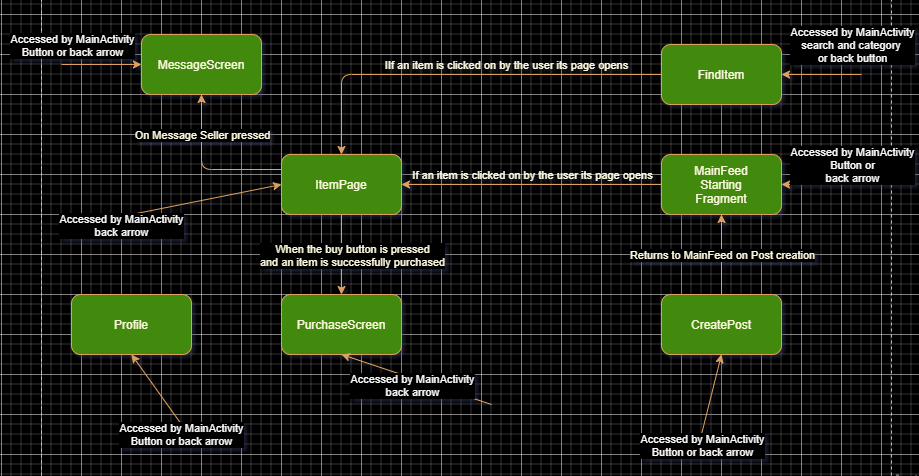 Accessed by MainActivity
Button or back arrow
MessageScreen
IIf an item is clicked on by the user its page opens
FindItem
Accessed by MainActivity
search and category
or back button
On Message Seller pressed
ItemPage
If an item is clicked on by the user its page opens
MainFeed
Starting
Fragment
Accessed by MainActivity
Button or
back arrow
Accessed by MainActivity
back arrow
When the buy button is pressed
and an item is successfully purchased
Returns to MainFeed on Post creation
Profile
PurchaseScreen
CreatePost
Accessed by MainActivity
back arrow
Accessed by MainActivity
Button or back arrow
Accessed by MainActivity
Button or back arrow